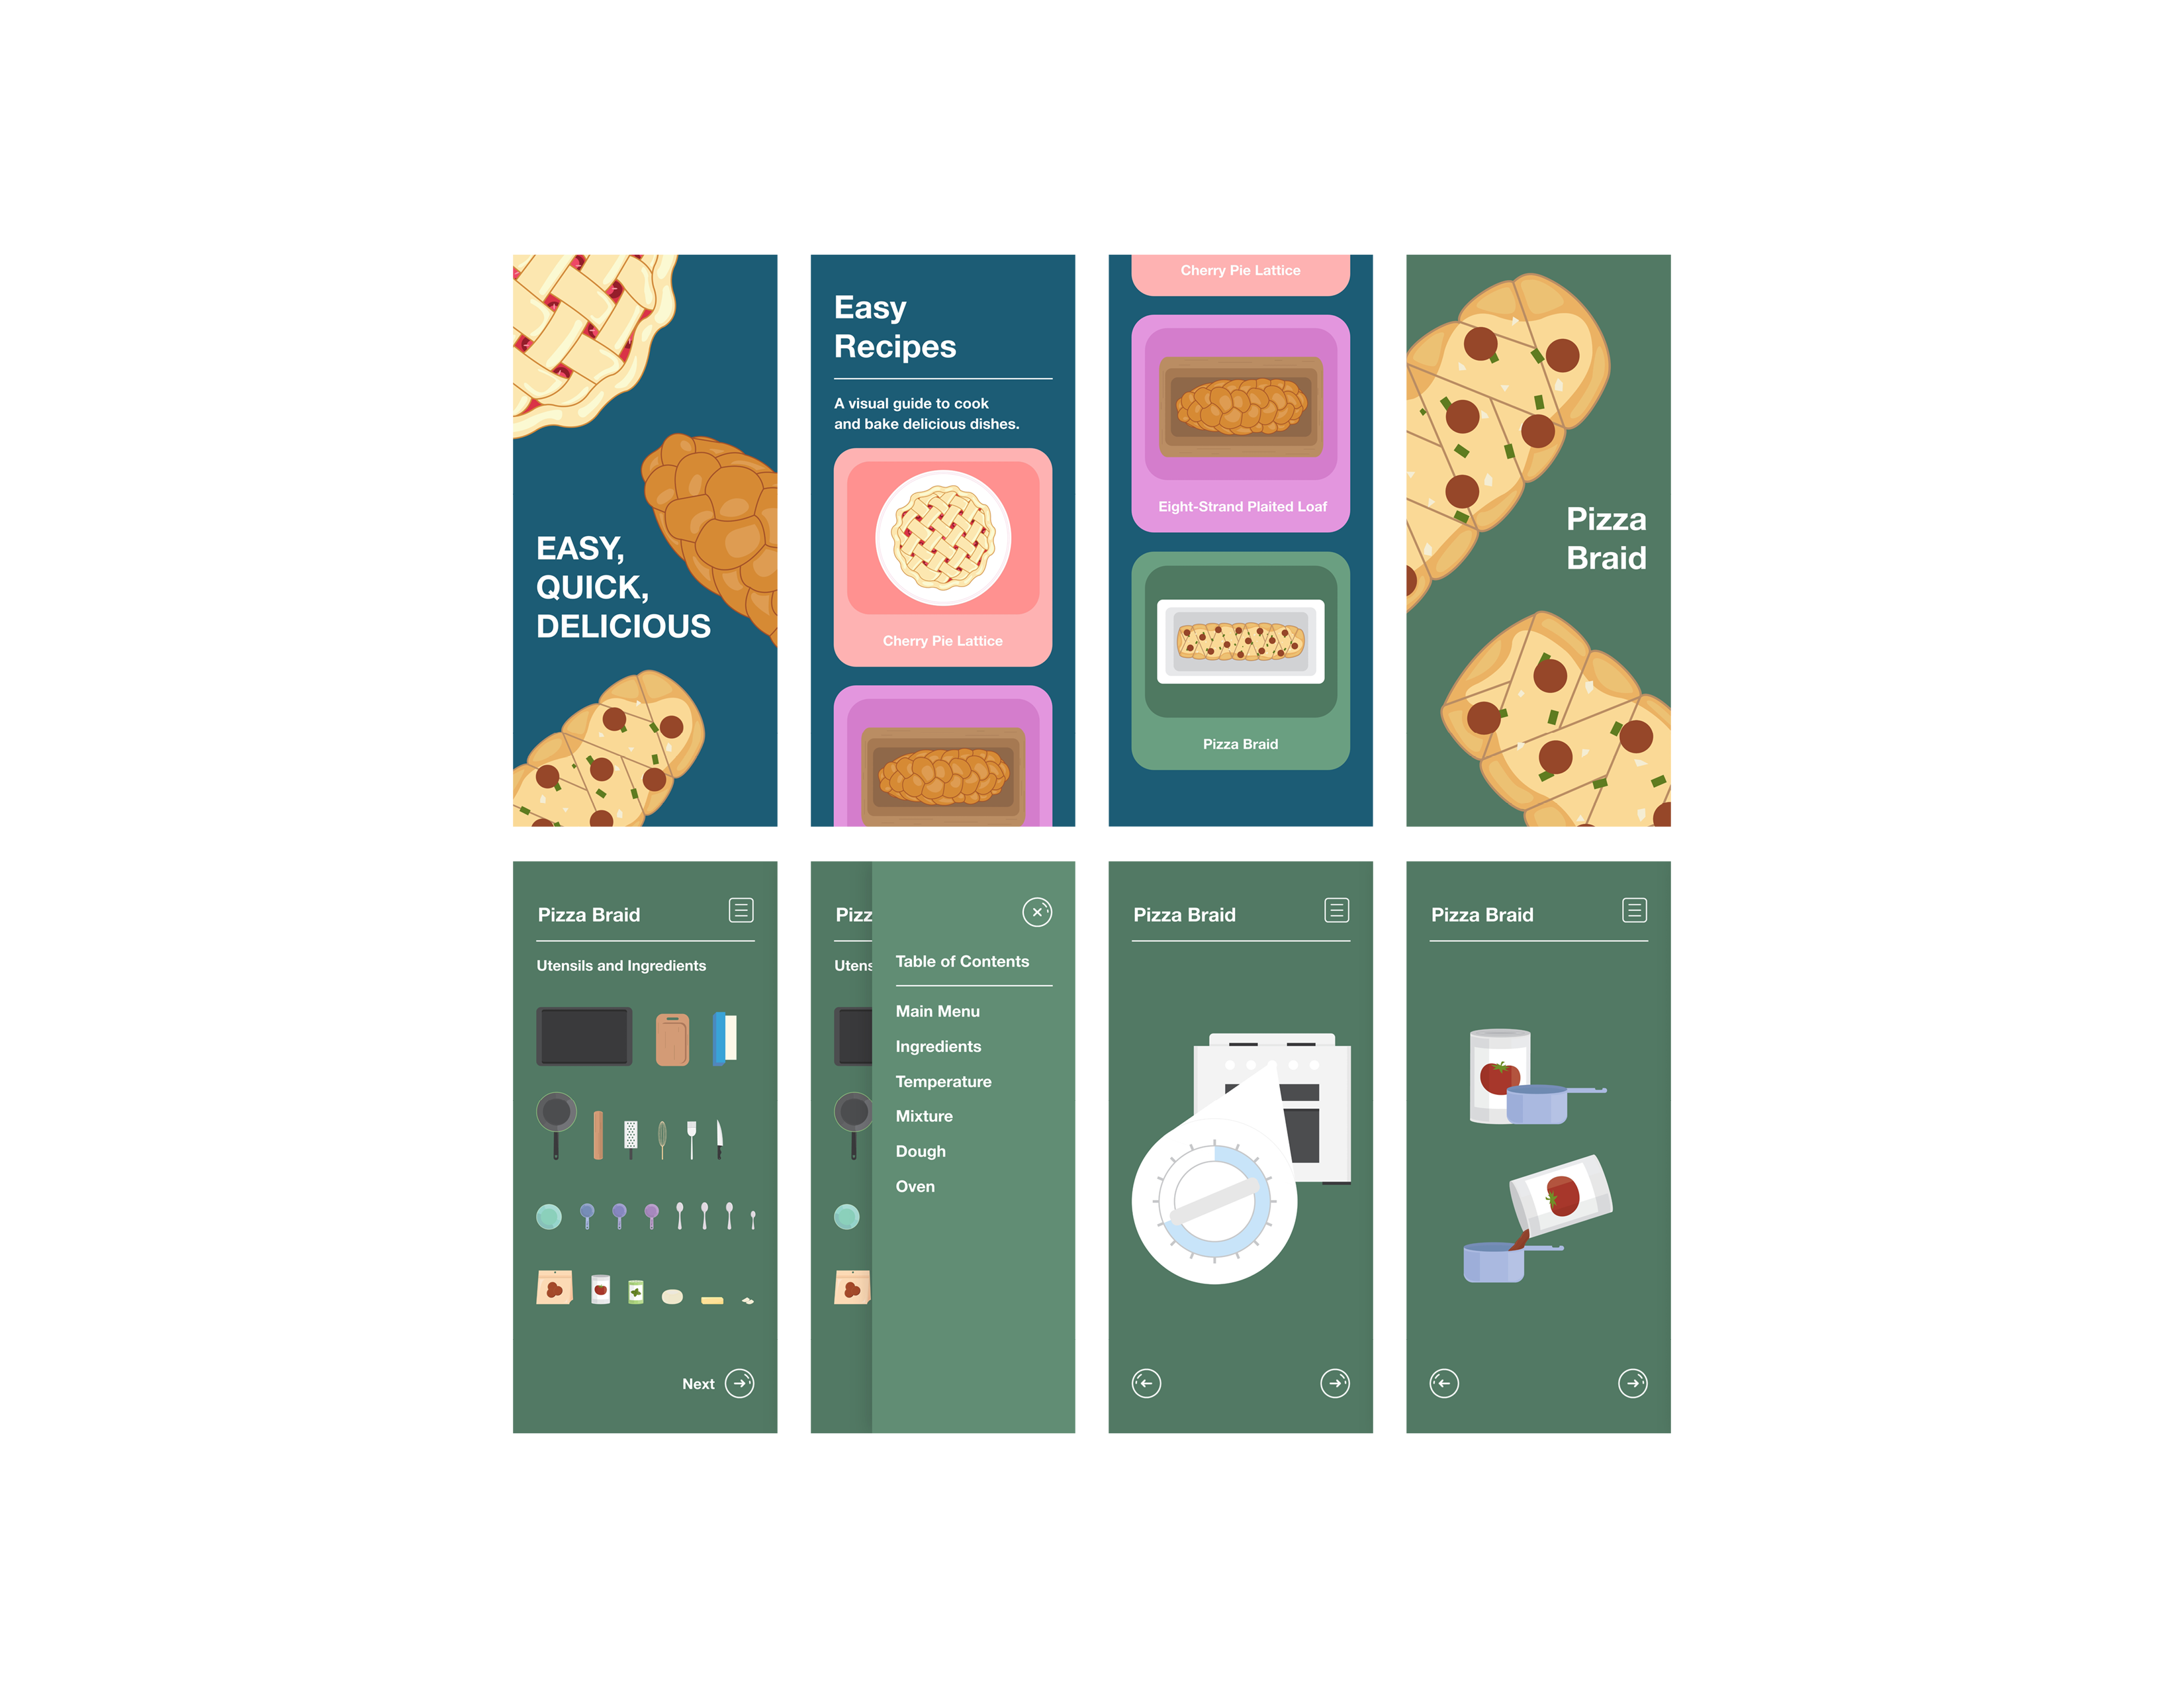 EASY,
QUICK,
DELICIOUS
Easy
Recipes
A visual guide to cook
and bake delicious dishes.
Cherry Pie Lattice
Cherry Pie Lattice
Eight-Strand Plaited Loaf
Pizza Braid
Pizza
Braid
Pizza Braid
Utensils and Ingredients
Next
Pizz
Utens
Table of Contents
Main Menu
Ingredients
Temperature
Mixture
Dough
Oven
Pizza Braid
Pizza Braid